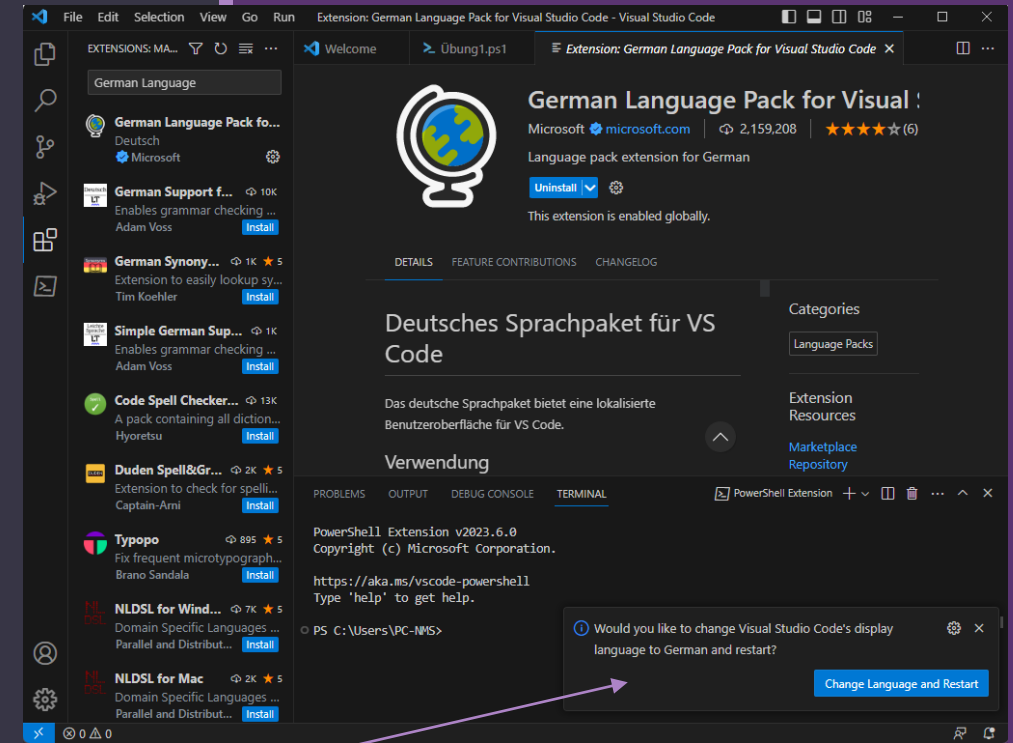 File Edit Selection View Go Run Extension: German Language Pack for Visual Studio Code - Visual Studio Code
EXTENSIONS: MA...
German Language
German Language Pack fo...
Deutsch
Microsoft
German Support f... 10K
Enables grammar checking ...
Adam Voss Install
German Synony... 1K ★ 5
Extension to easily lookup sy...
Tim Koehler Install
Simple German Sup... 1K
Enables grammar checking ...
Adam Voss Install
Code Spell Checker... 13K
A pack containing all diction...
Hyoretsu Install
Duden Spell&Gr... 2K ★ 5
Extension to check for spelli...
Captain-Arni Install
Typopo 895 ★ 5
Fix frequent microtypograph...
Brano Sandala Install
NLDSL for Wind... 7K ★ 5
Domain Specific Languages ...
Parallel and Distribut... Install
NLDSL for Mac 2K ★ 5
Domain Specific Languages ...
Parallel and Distribut... Install
Welcome Übung1.ps1 Extension: German Language Pack for Visual Studio Code
German Language Pack for Visual
Microsoft microsoft.com 2,159,208 ★★★★☆(6)
Language pack extension for German
Uninstall
This extension is enabled globally.
DETAILS FEATURE CONTRIBUTIONS CHANGELOG
Deutsches Sprachpaket für VS
Code
Das deutsche Sprachpaket bietet eine lokalisierte
Benutzeroberfläche für VS Code.
Verwendung
Categories
Language Packs
Extension
Resources
Marketplace
Repository
PROBLEMS OUTPUT DEBUG CONSOLE TERMINAL PowerShell Extension
PowerShell Extension v2023.6.0
Copyright (c) Microsoft Corporation.
https://aka.ms/vscode-powershell
Type 'help' to get help.
PS C:\Users\PC-NMS>
Would you like to change Visual Studio Code's display
language to German and restart?
Change Language and Restart
0 0